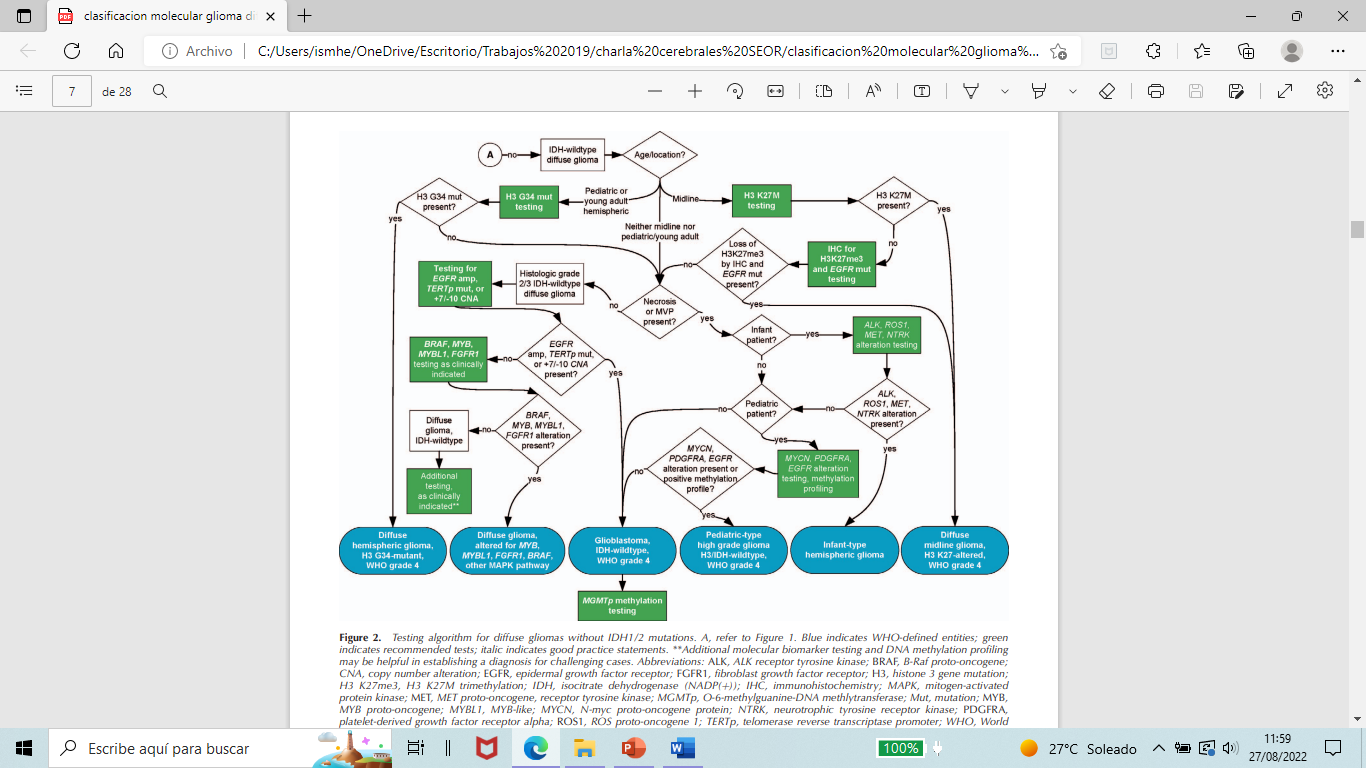 clasificacion molecular glioma di
Archivo
C:/Users/ismhe/OneDrive/Escritorio/Trabajos%202019/charla%20cerebrales%20SEOR/clasificacion%20molecular%20glioma%...
7
de 28
A
no
IDH-wildtype
diffuse glioma
Age/location?
H3 G34 mut
present?
H3 G34 mut
testing
Pediatric or
young adult
hemispheric
Midline
H3 K27M
testing
H3 K27M
present?
yes
yes
Neither midline nor
pediatric/young adult
no
no
Loss of
H3K27me3
by IHC and
EGFR mut
present?
IHC for
H3K27me3
and EGFR mut
testing
no
yes
Testing for
EGFR amp,
TERTp mut, or
+7/-10 CNA
Histologic grade
2/3 IDH-wildtype
diffuse glioma
no
Necrosis
or MVP
present?
yes
Infant
patient?
yes
ALK, ROS1,
MET, NTRK
alteration testing
no
BRAF, MYB,
MYBL1, FGFR1
testing as clinically
indicated
no
EGFR
amp, TERTp mut,
or +7/-10 CNA
present?
yes
Pediatric
patient?
no
no
ALK,
ROS1, MET,
NTRK alteration
present?
yes
yes
Diffuse
glioma,
IDH-wildtype
no
BRAF,
MYB, MYBL1,
FGFR1 alteration
present?
yes
MYCN,
PDGFRA, EGFR
alteration present or
positive methylation
profile?
no
yes
MYCN, PDGFRA,
EGFR alteration
testing, methylation
profiling
Additional
testing,
as clinically
indicated**
Diffuse
hemispheric glioma,
H3 G34-mutant,
WHO grade 4
Diffuse glioma,
altered for MYB,
MYBL1, FGFR1, BRAF,
other MAPK pathway
Glioblastoma,
IDH-wildtype,
WHO grade 4
Pediatric-type
high grade glioma
H3/IDH-wildtype,
WHO grade 4
Infant-type
hemispheric glioma
Diffuse
midline glioma,
H3 K27-altered,
WHO grade 4
MGMTp methylation
testing
Figure 2. Testing algorithm for diffuse gliomas without IDH1/2 mutations. A, refer to Figure 1. Blue indicates WHO-defined entities; green
indicates recommended tests; italic indicates good practice statements. **Additional molecular biomarker testing and DNA methylation profiling
may be helpful in establishing a diagnosis for challenging cases. Abbreviations: ALK, ALK receptor tyrosine kinase; BRAF, B-Raf proto-oncogene;
CNA, copy number alteration; EGFR, epidermal growth factor receptor; FGFR1, fibroblast growth factor receptor; H3, histone 3 gene mutation;
H3 K27me3, H3 K27M trimethylation; IDH, isocitrate dehydrogenase (NADP(+)); IHC, immunohistochemistry; MAPK, mitogen-activated
protein kinase; MET, MET proto-oncogene, receptor tyrosine kinase; MGMTp, O-6-methylguanine-DNA methlytransferase; Mut, mutation; MYB,
MYB proto-oncogene; MYBL1, MYB-like; MYCN, N-myc proto-oncogene protein; NTRK, neurotrophic tyrosine receptor kinase; PDGFRA,
platelet-derived growth factor receptor alpha; ROS1, ROS proto-oncogene 1; TERTp, telomerase reverse transcriptase promoter; WHO, World
Escribe aquí para buscar
100%
27°C Soleado
11:59
27/08/2022